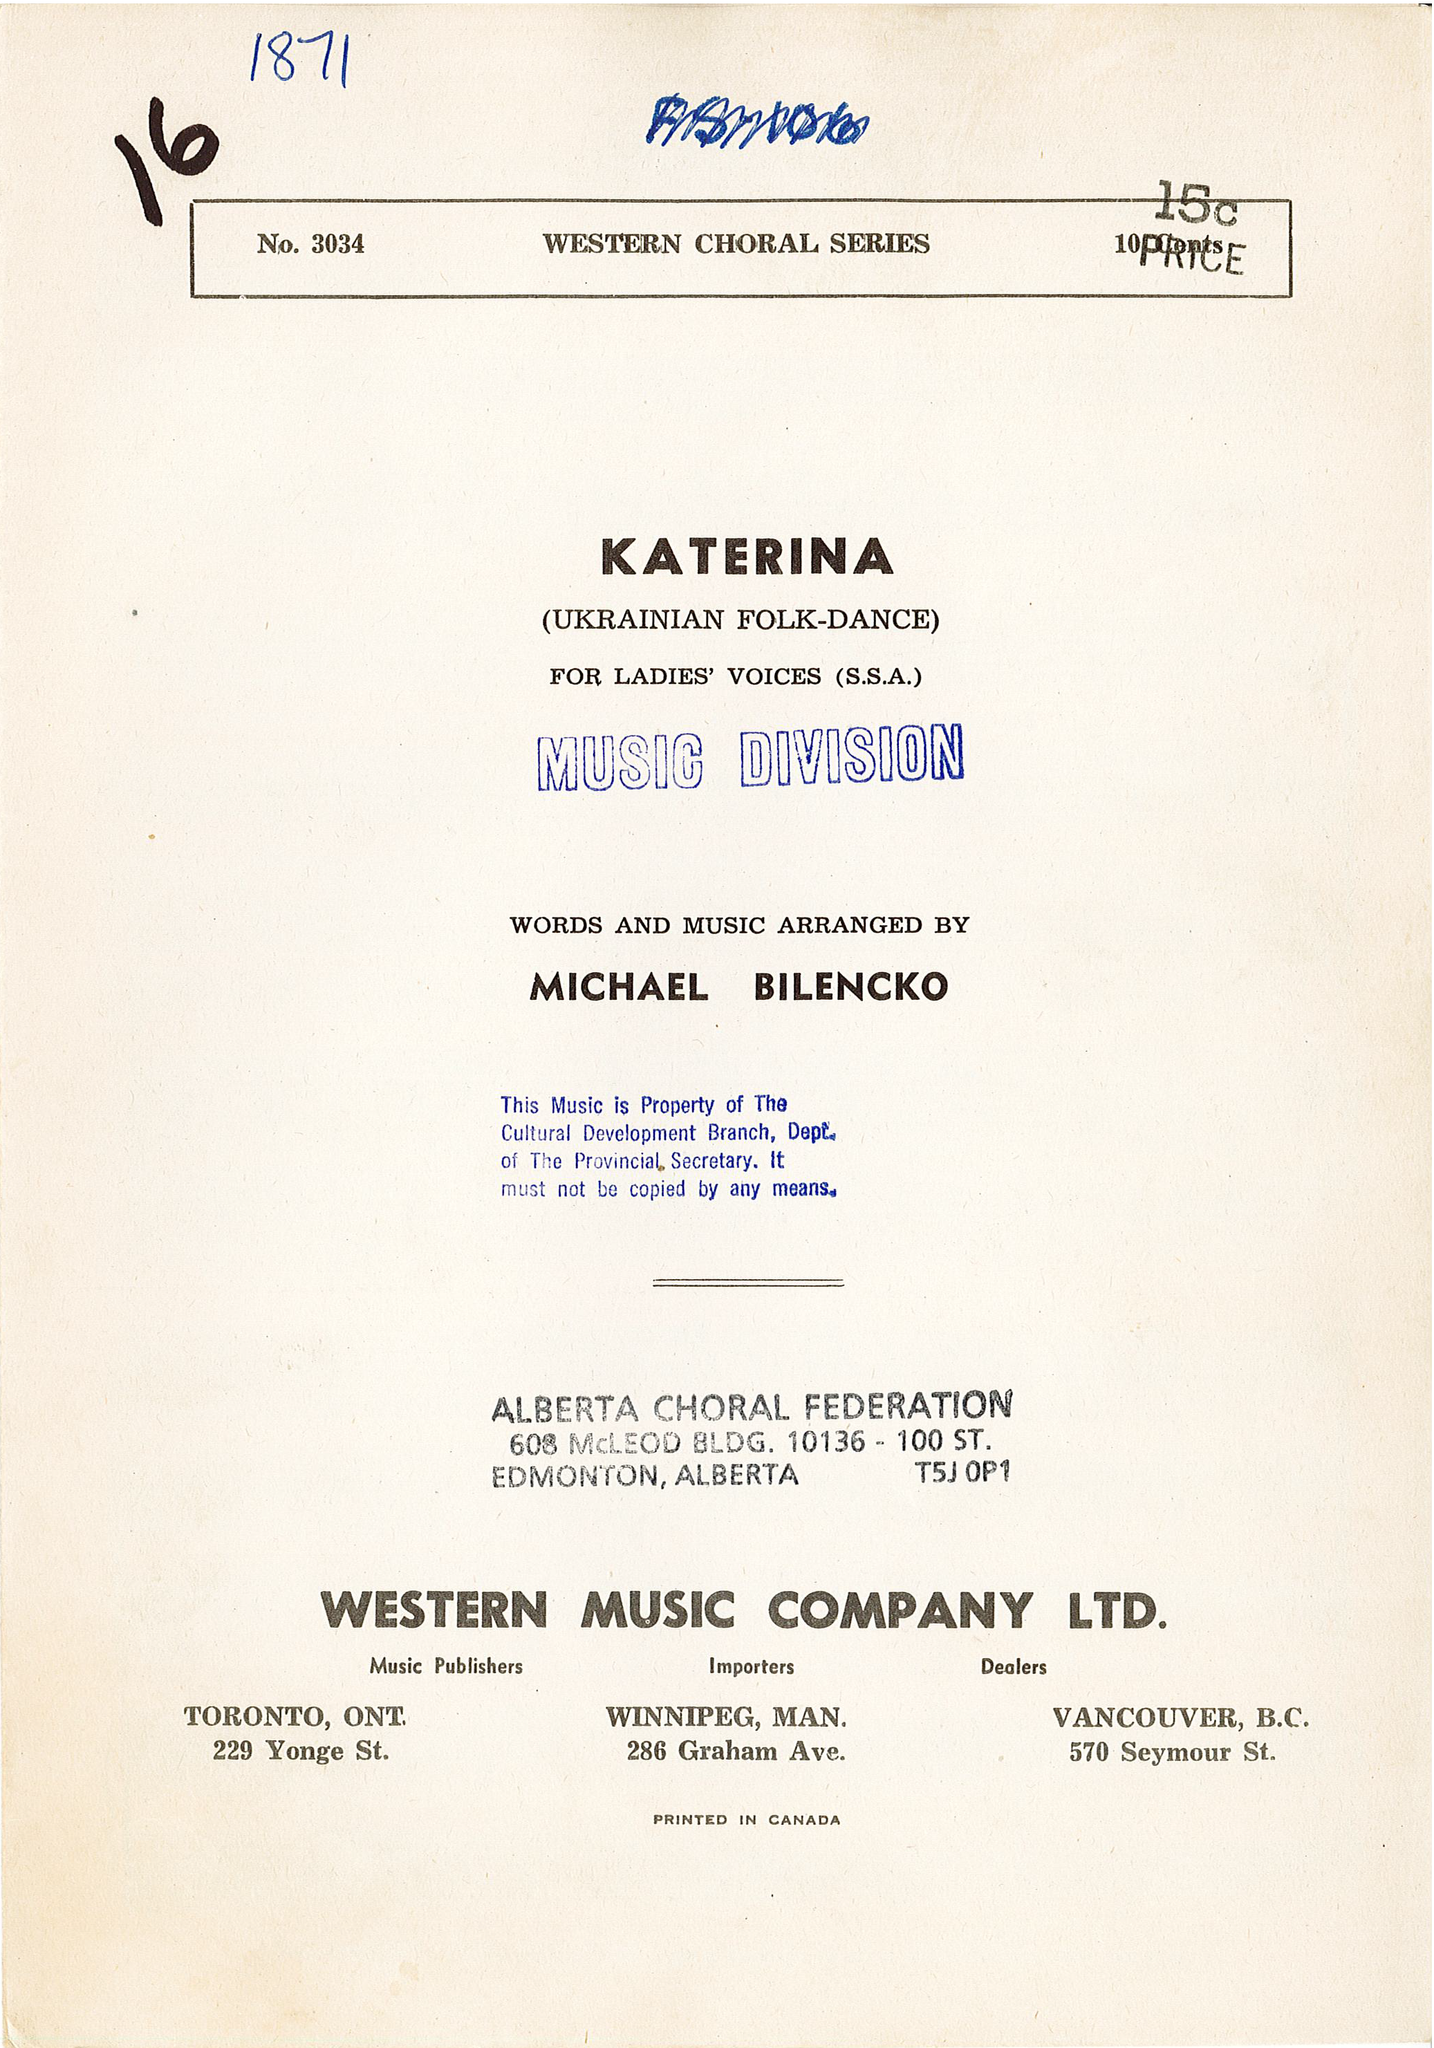 1871
16
15c
PRICE
No. 3034 WESTERN CHORAL SERIES 10 Cents
KATERINA
(UKRAINIAN FOLK-DANCE)
FOR LADIES' VOICES (S.S.A.)
MUSIC DIVISION
WORDS AND MUSIC ARRANGED BY
MICHAEL BILENCKO
This Music is Property of The
Cultural Development Branch, Dept.
of The Provincial Secretary. It
must not be copied by any means.
ALBERTA CHORAL FEDERATION
608 McLEOD BLDG. 10136 - 100 ST.
EDMONTON, ALBERTA T5J 0P1
WESTERN MUSIC COMPANY LTD.
Music Publishers Importers Dealers
TORONTO, ONT. WINNIPEG, MAN. VANCOUVER, B.C.
229 Yonge St. 286 Graham Ave. 570 Seymour St.
PRINTED IN CANADA